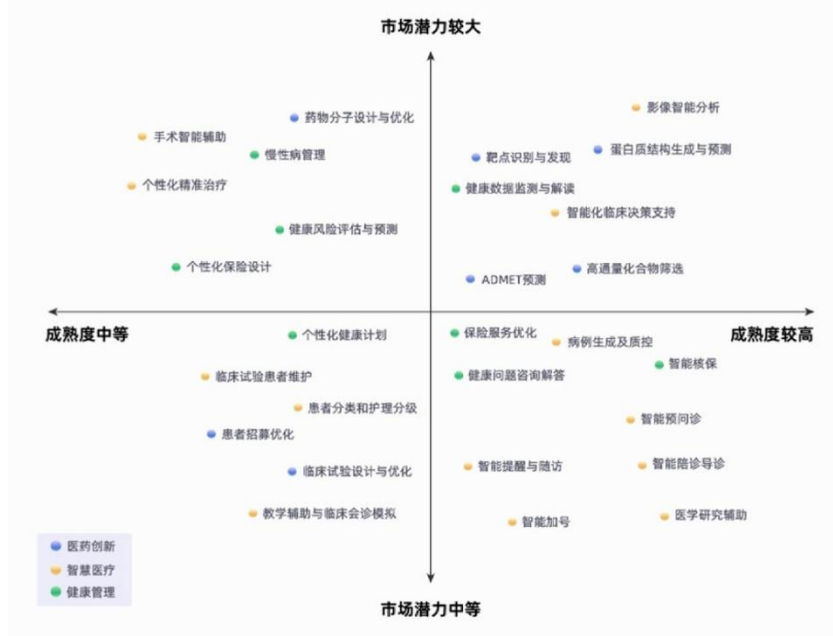 市场潜力较大
影像智能分析
药物分子设计与优化
手术智能辅助
慢性病管理
靶点识别与发现
蛋白质结构生成与预测
个性化精准治疗
健康数据监测与解读
智能化临床决策支持
健康风险评估与预测
个性化保险设计
ADMET预测
高通量化合物筛选
成熟度中等
个性化健康计划
保险服务优化
病例生成及质控
成熟度较高
智能核保
临床试验患者维护
健康问题咨询解答
患者分类和护理分级
智能预问诊
患者招募优化
临床试验设计与优化
智能提醒与随访
智能陪诊导诊
教学辅助与临床会诊模拟
智能加号
医学研究辅助
医药创新
智慧医疗
健康管理
市场潜力中等